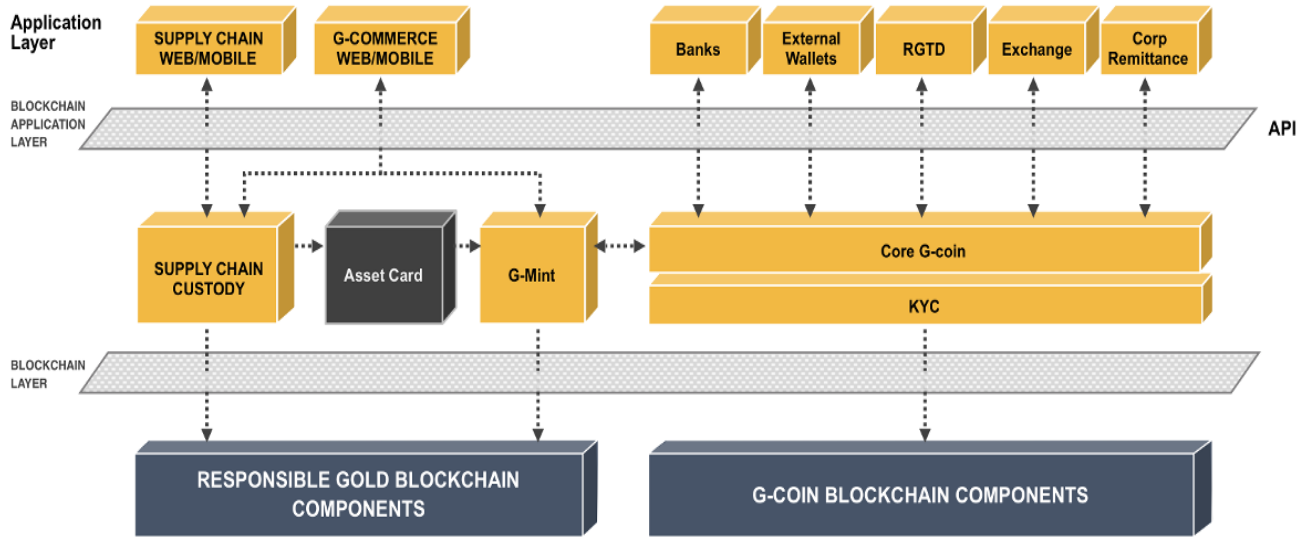 Application
Layer
SUPPLY CHAIN
WEB/MOBILE
G-COMMERCE
WEB/MOBILE
Banks
External
Wallets
RGTD
Exchange
Corp
Remittance
BLOCKCHAIN
APPLICATION
LAYER
API
SUPPLY CHAIN
CUSTODY
Asset Card
G-Mint
Core G-coin
KYC
BLOCKCHAIN
LAYER
RESPONSIBLE GOLD BLOCKCHAIN
COMPONENTS
G-COIN BLOCKCHAIN COMPONENTS